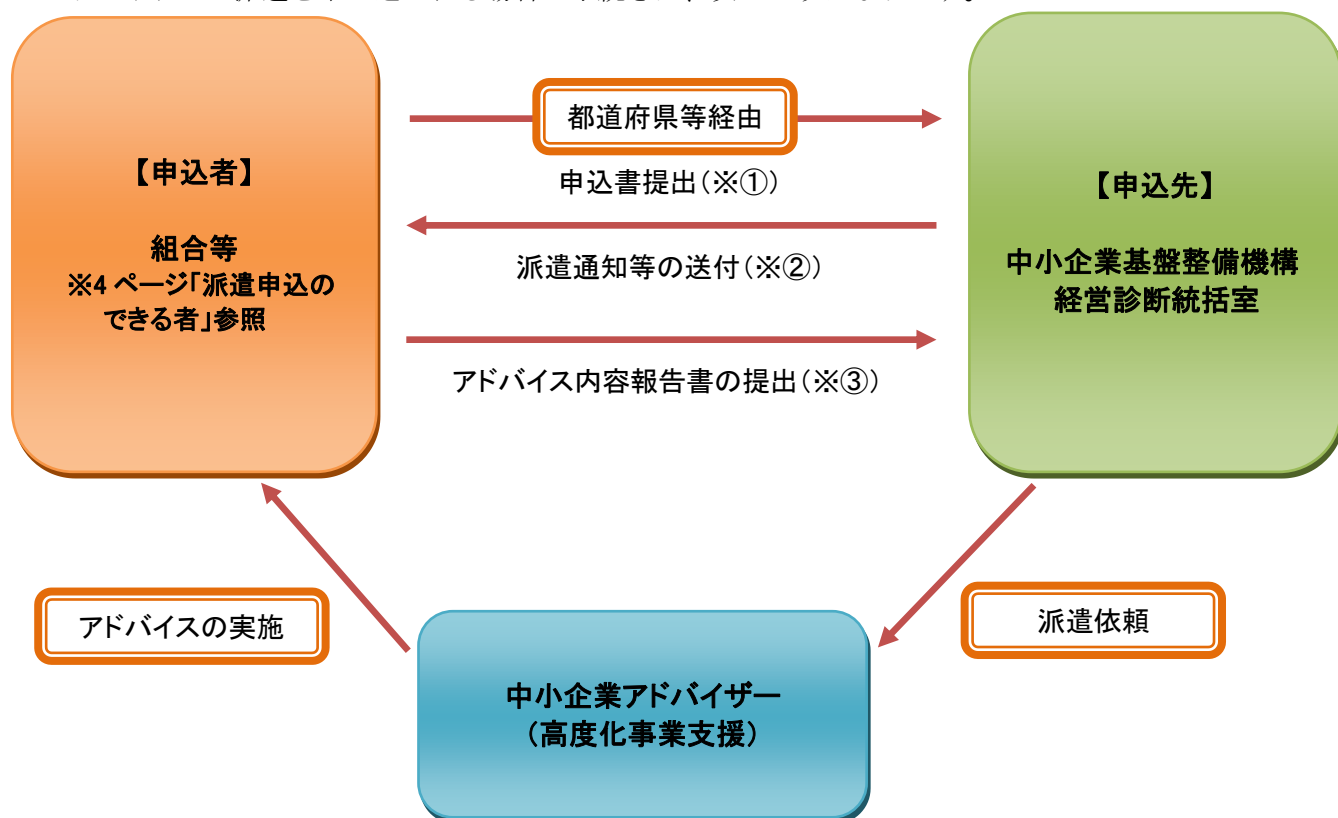 都道府県等経由
申込書提出(※①)
【申込者】
組合等
※4 ページ「派遣申込の
できる者」参照
派遣通知等の送付(※②)
【申込先】
中小企業基盤整備機構
経営診断統括室
アドバイス内容報告書の提出(※③)
アドバイスの実施
派遣依頼
中小企業アドバイザー
(高度化事業支援)